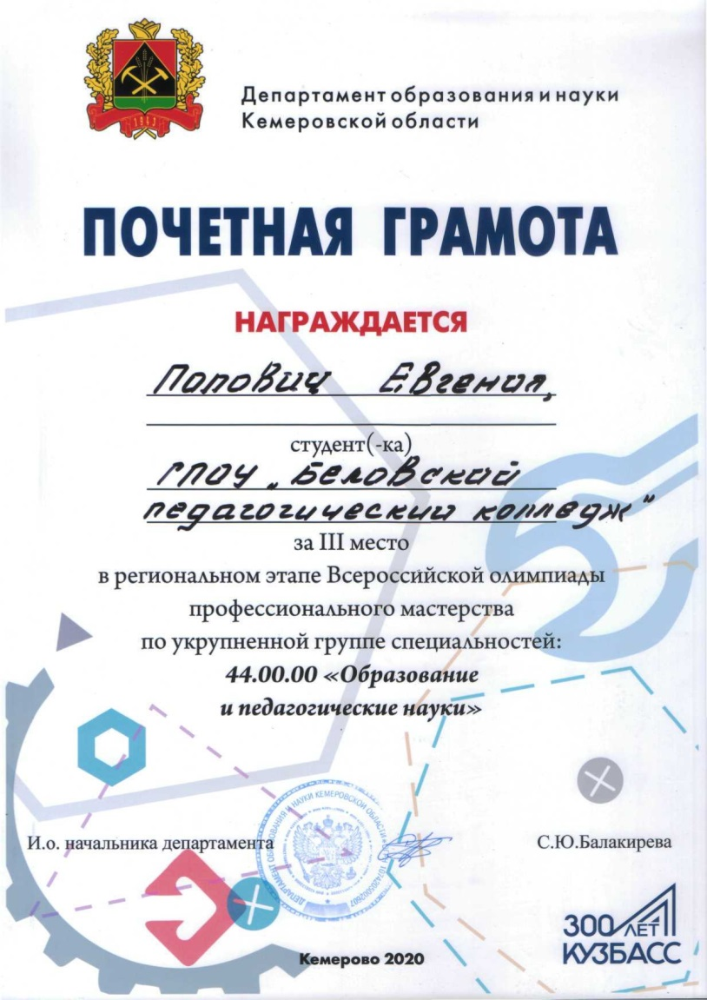 1943
Департамент образования и науки
Кемеровской области
ПОЧЕТНАЯ ГРАМОТА
НАГРАЖДАЕТСЯ
Попович Евгения,
студент(-ка)
ГПОУ „Беловский
педагогический колледж"
за III место
в региональном этапе Всероссийской олимпиады
профессионального мастерства
по укрупненной группе специальностей:
44.00.00 «Образование
и педагогические науки»
ДЕПАРТАМЕНТ ОБРАЗОВАНИЯ И НАУКИ КЕМЕРОВСКОЙ ОБЛАСТИ
И.о. начальника департамента
С.Ю.Балакирева
300 ЛЕТ
КУЗБАСС
Кемерово 2020